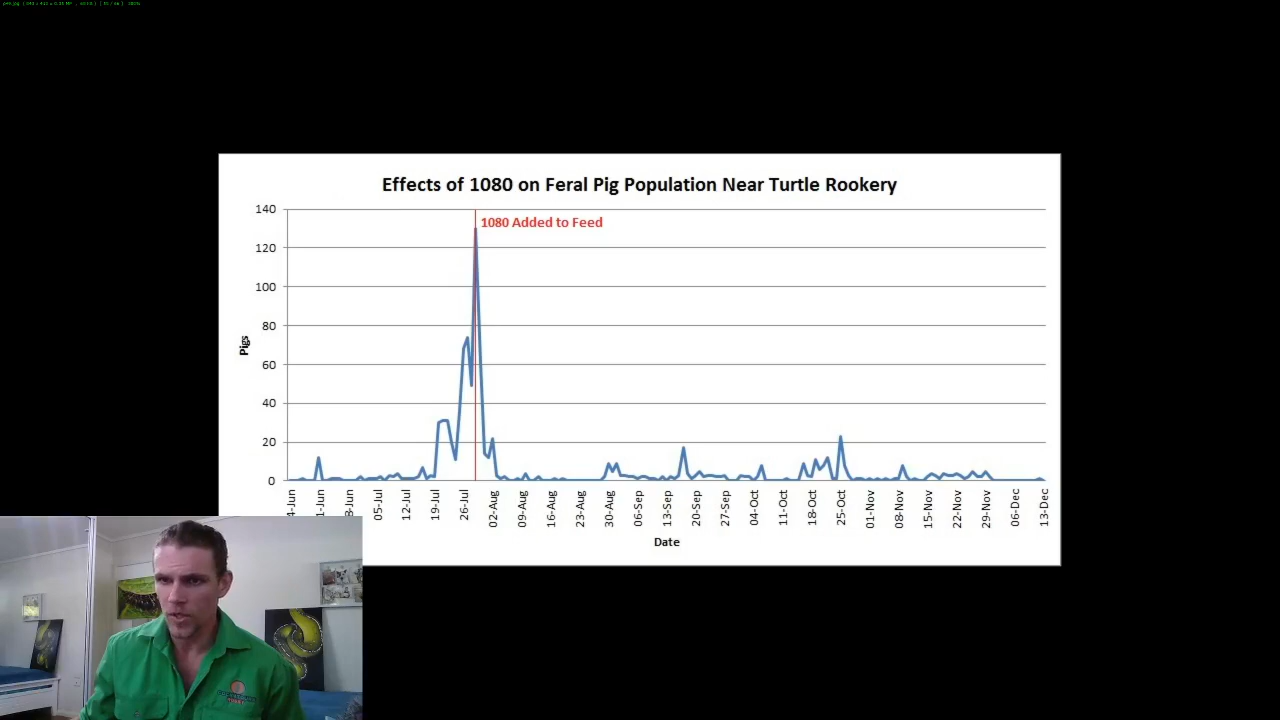 Effects of 1080 on Feral Pig Population Near Turtle Rookery
1080 Added to Feed
Pigs
140
120
100
80
60
40
20
0
05-Jul
12-Jul
19-Jul
26-Jul
02-Aug
09-Aug
16-Aug
23-Aug
30-Aug
06-Sep
13-Sep
20-Sep
27-Sep
04-Oct
11-Oct
18-Oct
25-Oct
01-Nov
08-Nov
15-Nov
22-Nov
29-Nov
06-Dec
13-Dec
Date